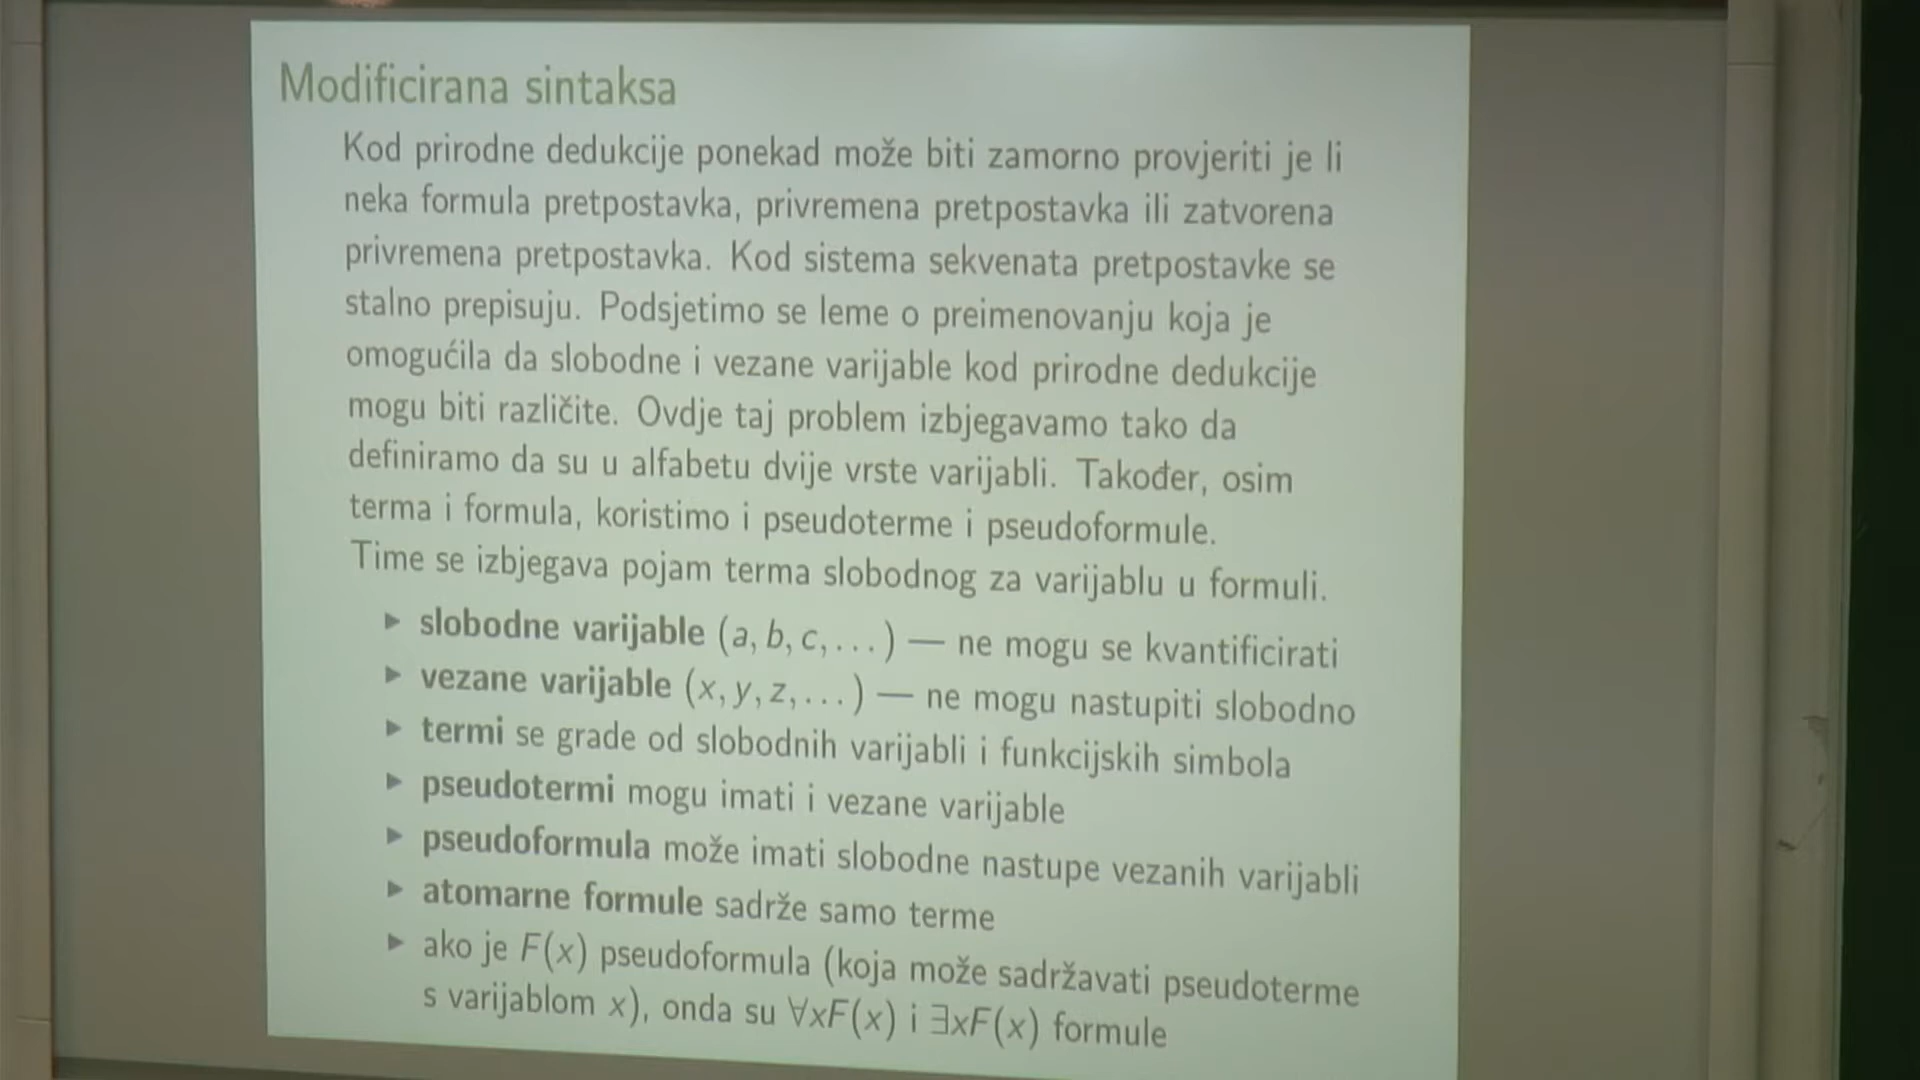 Modificirana sintaksa
Kod prirodne dedukcije ponekad može biti zamorno provjeriti je li
neka formula pretpostavka, privremena pretpostavka ili zatvorena
privremena pretpostavka. Kod sistema sekvenata pretpostavke se
stalno prepisuju. Podsjetimo se leme o preimenovanju koja je
omogućila da slobodne i vezane varijable kod prirodne dedukcije
mogu biti različite. Ovdje taj problem izbjegavamo tako da
definiramo da su u alfabetu dvije vrste varijabli. Također, osim
terma i formula, koristimo i pseudoterme i pseudoformule.
Time se izbjegava pojam terma slobodnog za varijablu u formuli.
▶ slobodne varijable (a, b, c, . . . ) — ne mogu se kvantificirati
▶ vezane varijable (x, y, z, . . . ) — ne mogu nastupiti slobodno
▶ termi se grade od slobodnih varijabli i funkcijskih simbola
▶ pseudotermi mogu imati i vezane varijable
▶ pseudoformula može imati slobodne nastupe vezanih varijabli
▶ atomarne formule sadrže samo terme
▶ ako je F(x) pseudoformula (koja može sadržavati pseudoterme
s varijablom x), onda su ∀xF(x) i ∃xF(x) formule